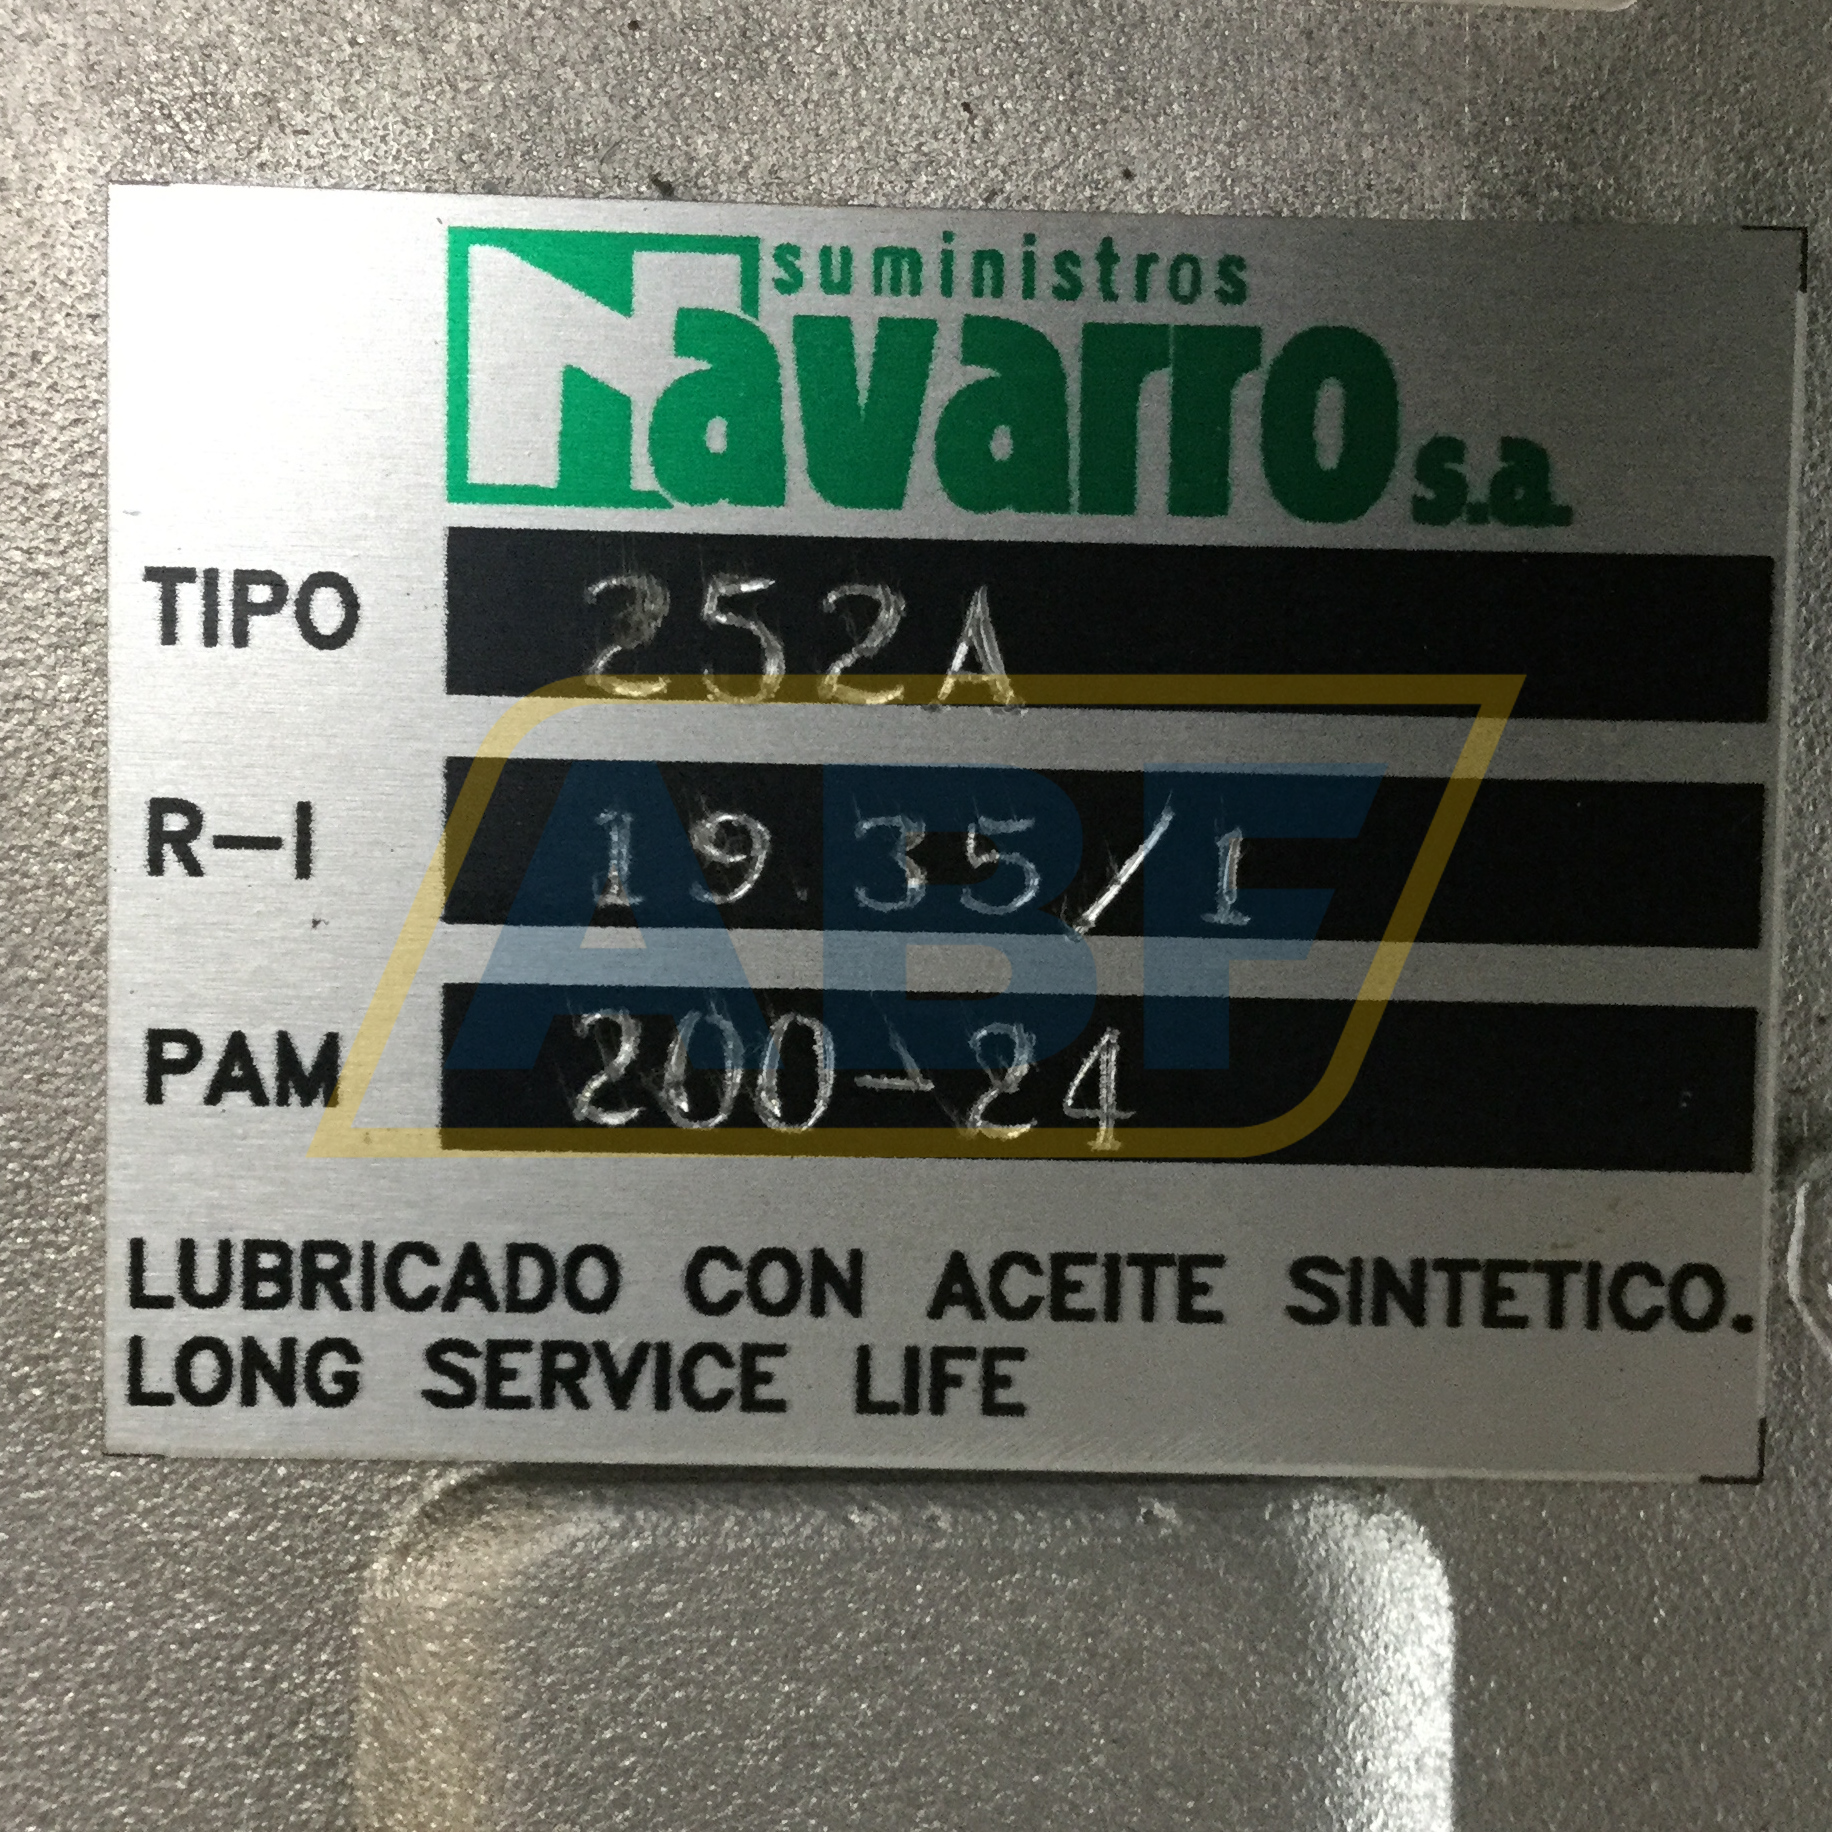 suministros
Navarro s.a.
TIPO 252A
R-I 19.35/1
PAM 200-24
ABF
LUBRICADO CON ACEITE SINTETICO.
LONG SERVICE LIFE